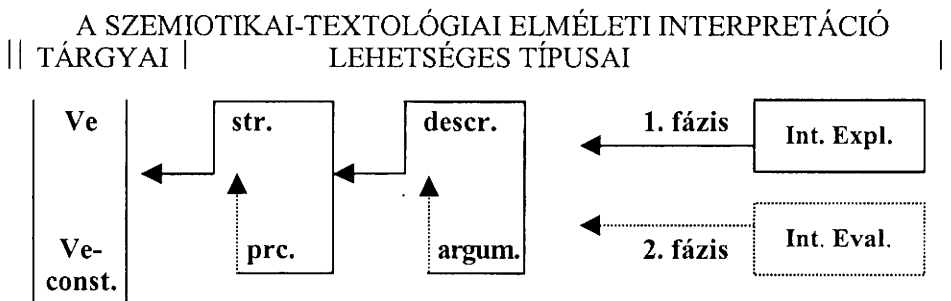 A SZEMIOTIKAI-TEXTOLÓGIAI ELMÉLETI INTERPRETÁCIÓ
|| TÁRGYAI | LEHETSÉGES TÍPUSAI |
Ve str. descr. 1. fázis Int. Expl.
Ve-
const. prc. argum. 2. fázis Int. Eval.